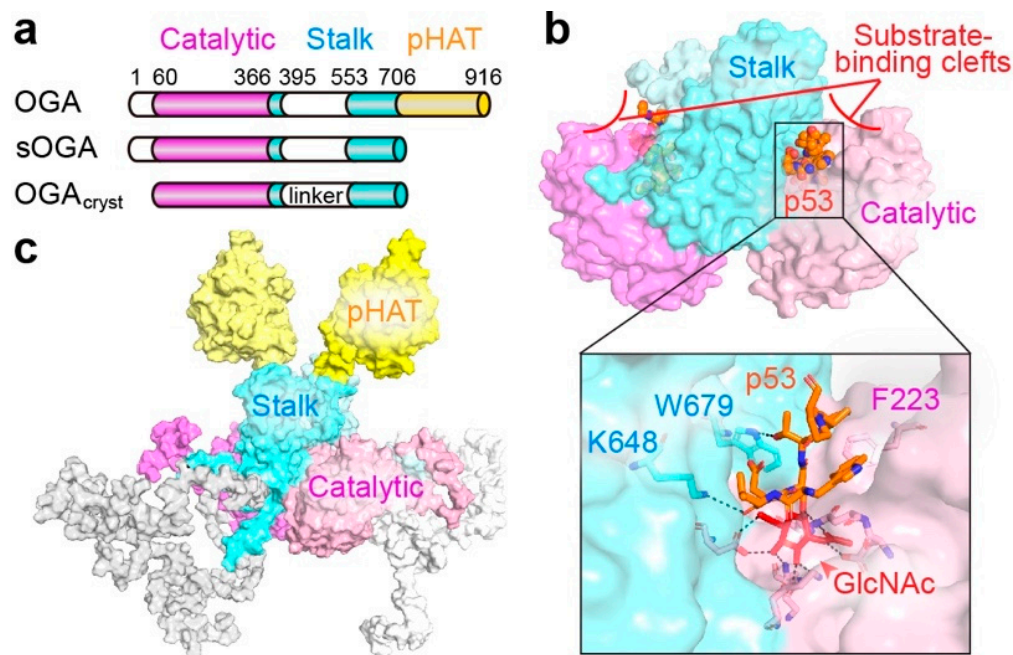 a
Catalytic Stalk pHAT
1 60 366 395 553 706 916
OGA
sOGA
OGAcryst linker
b
Substrate-
binding clefts
Stalk
p53
Catalytic
p53
W679
F223
K648
GlcNAc
c
pHAT
Stalk
Catalytic